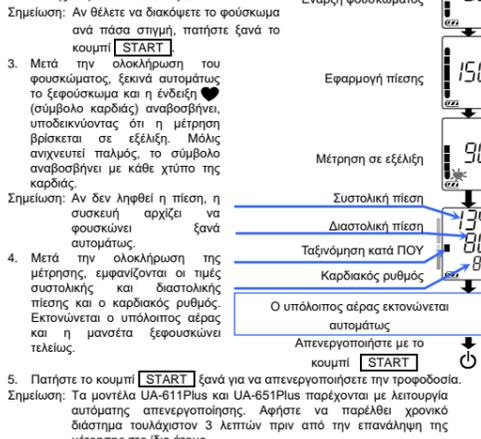 Σημείωση: Αν θέλετε να διακόψετε το φούσκωμα
ανά πάσα στιγμή, πατήστε ξανά το
κουμπί START.
3. Μετά την ολοκλήρωση του
φουσκώματος, ξεκινά αυτόματα
το ξεφούσκωμα και η ένδειξη ♥
(σύμβολο καρδιάς) αναβοσβήνει,
υποδεικνύοντας ότι η μέτρηση
βρίσκεται σε εξέλιξη. Μόλις
ανιχνευτεί παλμός, το σύμβολο
αναβοσβήνει με κάθε χτύπο της
καρδιάς.
Σημείωση: Αν δεν ληφθεί η πίεση, η
συσκευή αρχίζει να
φουσκώνει ξανά
αυτόματα.
4. Μετά την ολοκλήρωση της
μέτρησης, εμφανίζονται οι τιμές
συστολικής και διαστολικής
πίεσης και ο καρδιακός ρυθμός.
Εκτονώνεται ο υπόλοιπος αέρας
και η μανσέτα ξεφουσκώνει
τελείως.
Εφαρμογή πίεσης
150
Μέτρηση σε εξέλιξη
Συστολική πίεση
Διαστολική πίεση
Ταξινόμηση κατά ΠΟΥ
Καρδιακός ρυθμός
Ο υπόλοιπος αέρας εκτονώνεται
αυτόματως
Απενεργοποιήστε με το
κουμπί START
5. Πατήστε το κουμπί START ξανά για να απενεργοποιήσετε την τροφοδοσία.
Σημείωση: Τα μοντέλα UA-611Plus και UA-651Plus παρέχονται με λειτουργία
αυτόματης απενεργοποίησης. Αφήστε να παρέλθει χρονικό
διάστημα τουλάχιστον 3 λεπτών πριν από την επανάληψη της